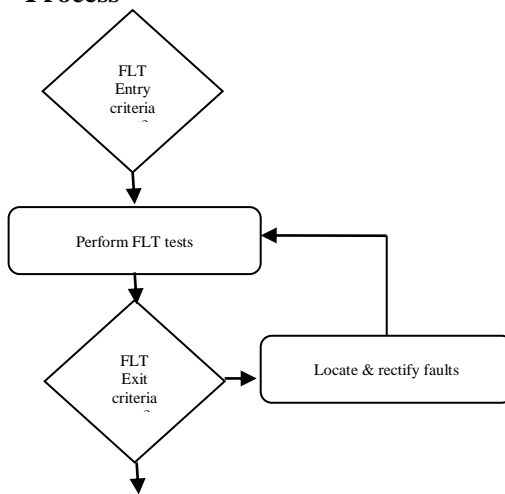 Process
FLT
Entry
criteria
Perform FLT tests
FLT
Exit
criteria
Locate & rectify faults